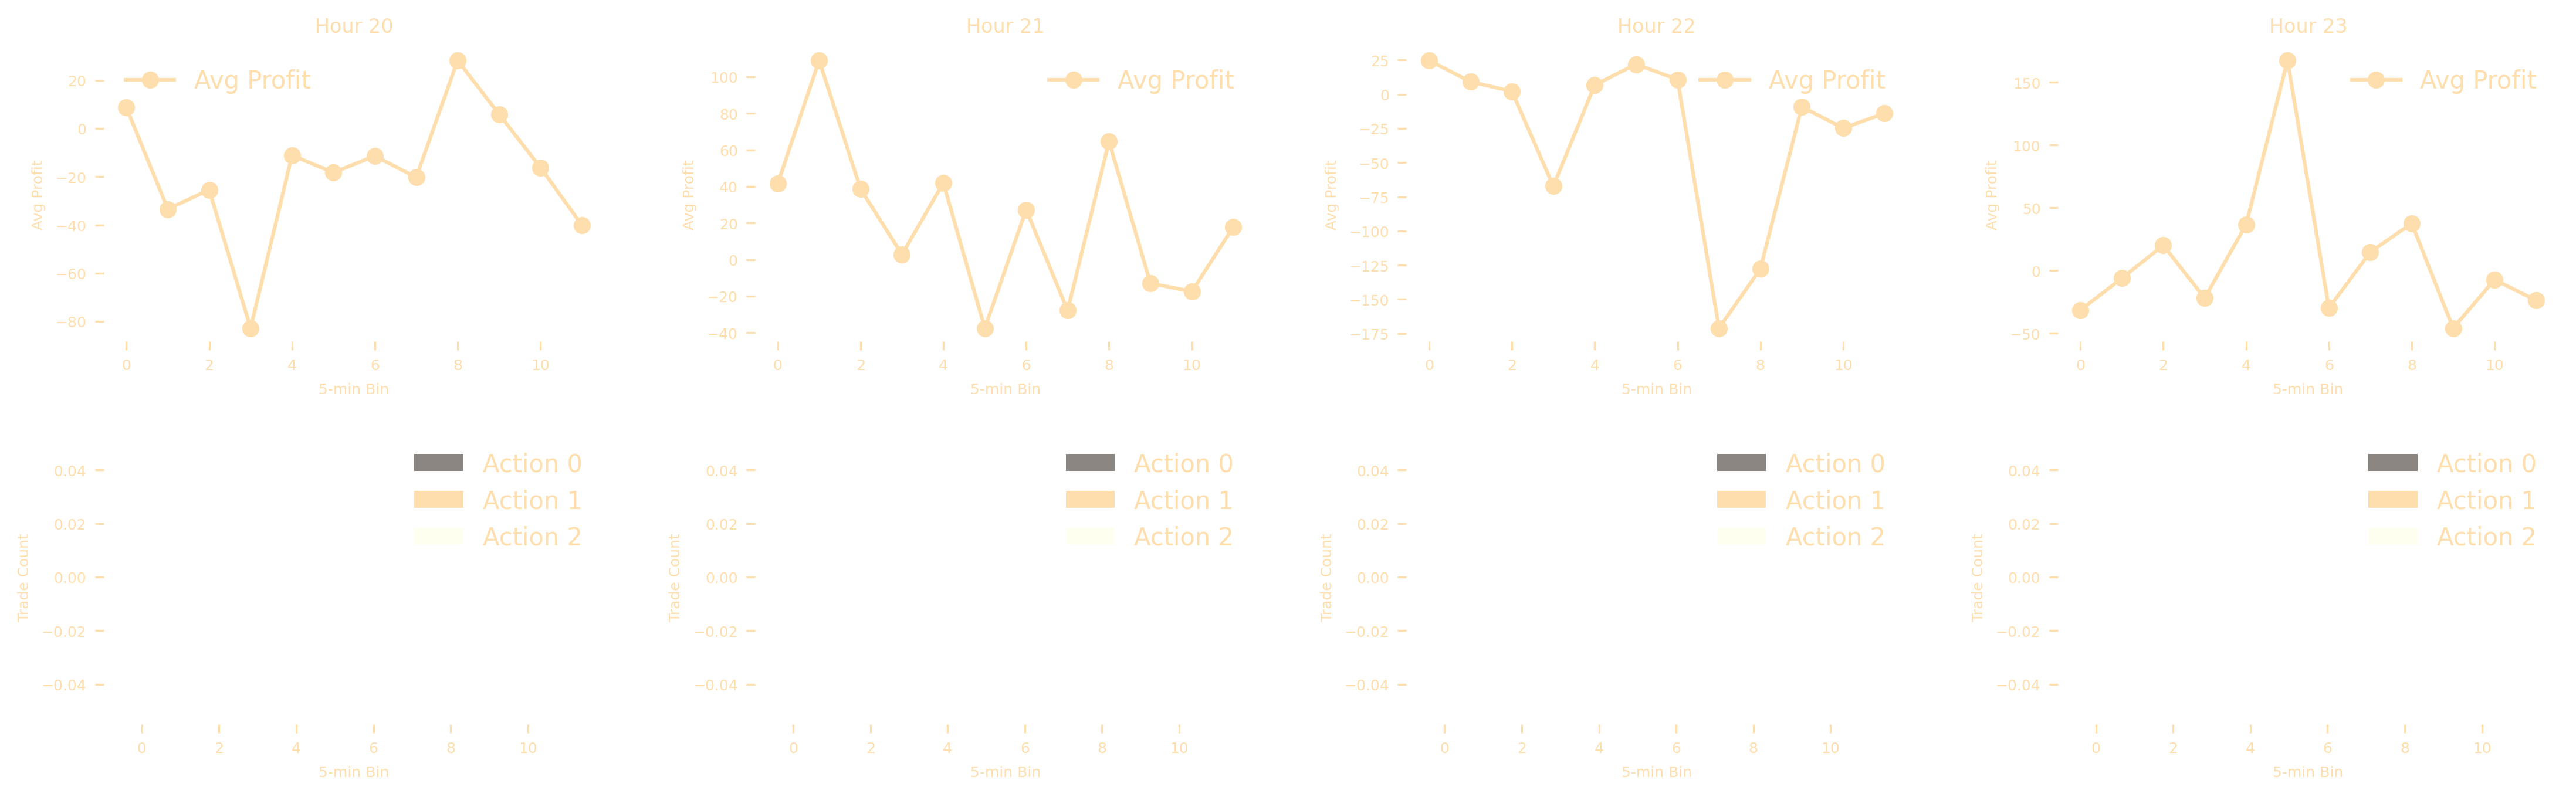 Hour 20
Avg Profit
20
0
−20
−40
−60
−80
Avg Profit
0 2 4 6 8 10
5-min Bin
Hour 21
Avg Profit
100
80
60
40
20
0
−20
−40
Avg Profit
0 2 4 6 8 10
5-min Bin
Hour 22
Avg Profit
25
0
−25
−50
−75
−100
−125
−150
−175
Avg Profit
0 2 4 6 8 10
5-min Bin
Hour 23
Avg Profit
150
100
50
0
−50
Avg Profit
0 2 4 6 8 10
5-min Bin
Action 0
Action 1
Action 2
0.04
0.02
0.00
−0.02
−0.04
Trade Count
0 2 4 6 8 10
5-min Bin
Action 0
Action 1
Action 2
0.04
0.02
0.00
−0.02
−0.04
Trade Count
0 2 4 6 8 10
5-min Bin
Action 0
Action 1
Action 2
0.04
0.02
0.00
−0.02
−0.04
Trade Count
0 2 4 6 8 10
5-min Bin
Action 0
Action 1
Action 2
0.04
0.02
0.00
−0.02
−0.04
Trade Count
0 2 4 6 8 10
5-min Bin